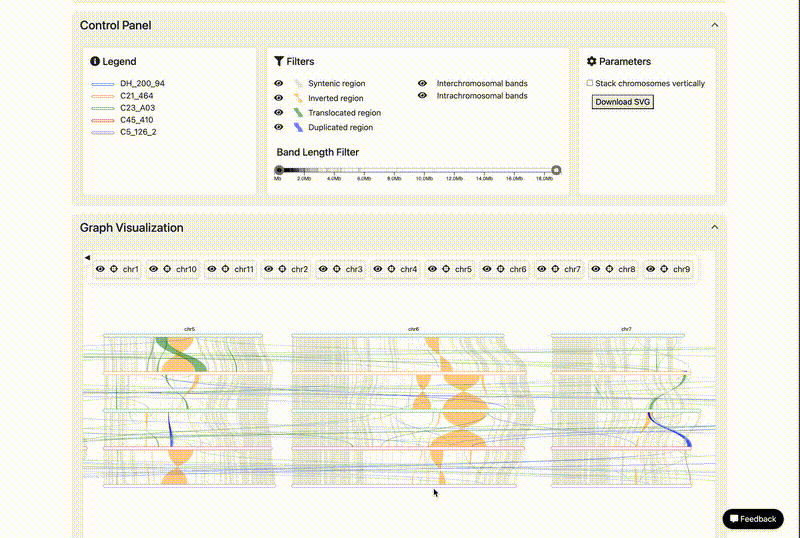 Control Panel
Legend
DH_200_94
C21_464
C23_A03
C45_410
C5_126_2
Filters
Syntenic region
Inverted region
Translocated region
Duplicated region
Interchromosomal bands
Intrachromosomal bands
Band Length Filter
Mb 2.0Mb 4.0Mb 6.0Mb 8.0Mb 10.0Mb 12.0Mb 14.0Mb 16.0Mb 18.0Mb
Parameters
Stack chromosomes vertically
Download SVG
Graph Visualization
chr1 chr10 chr11 chr2 chr3 chr4 chr5 chr6 chr7 chr8 chr9
chr5 chr6 chr7
Feedback